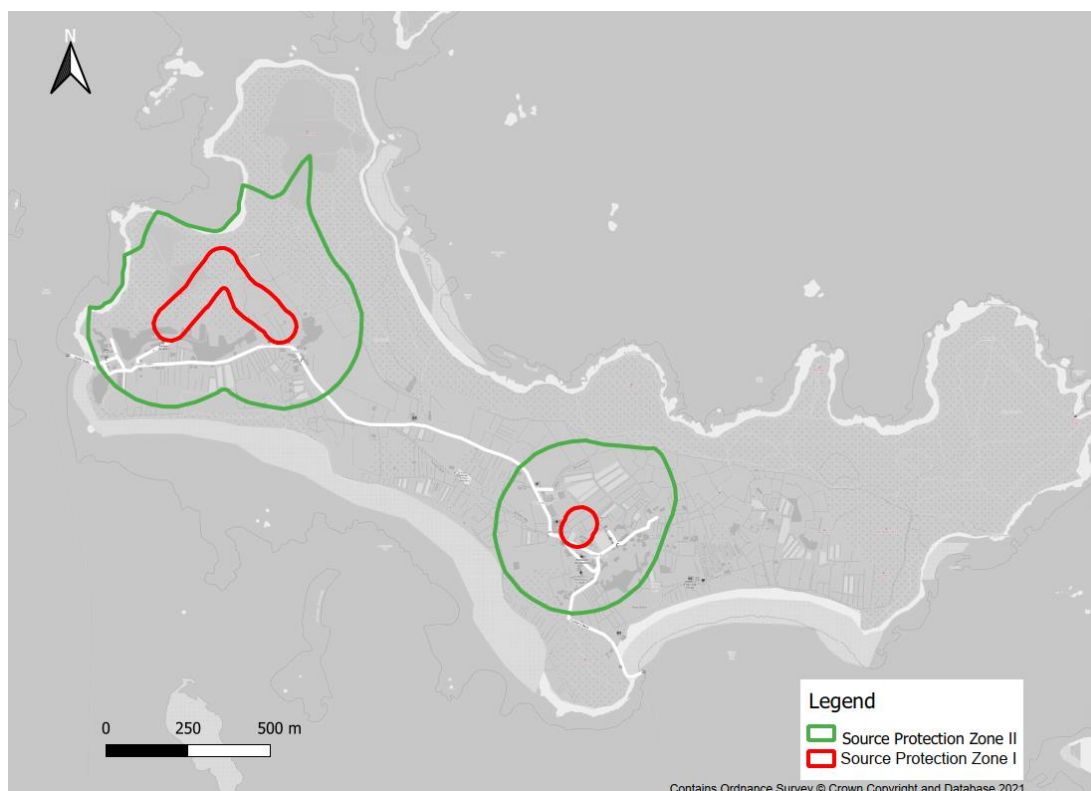 N
0 250 500 m
Legend
Source Protection Zone II
Source Protection Zone I
Contains Ordnance Survey © Crown Copyright and Database 2021